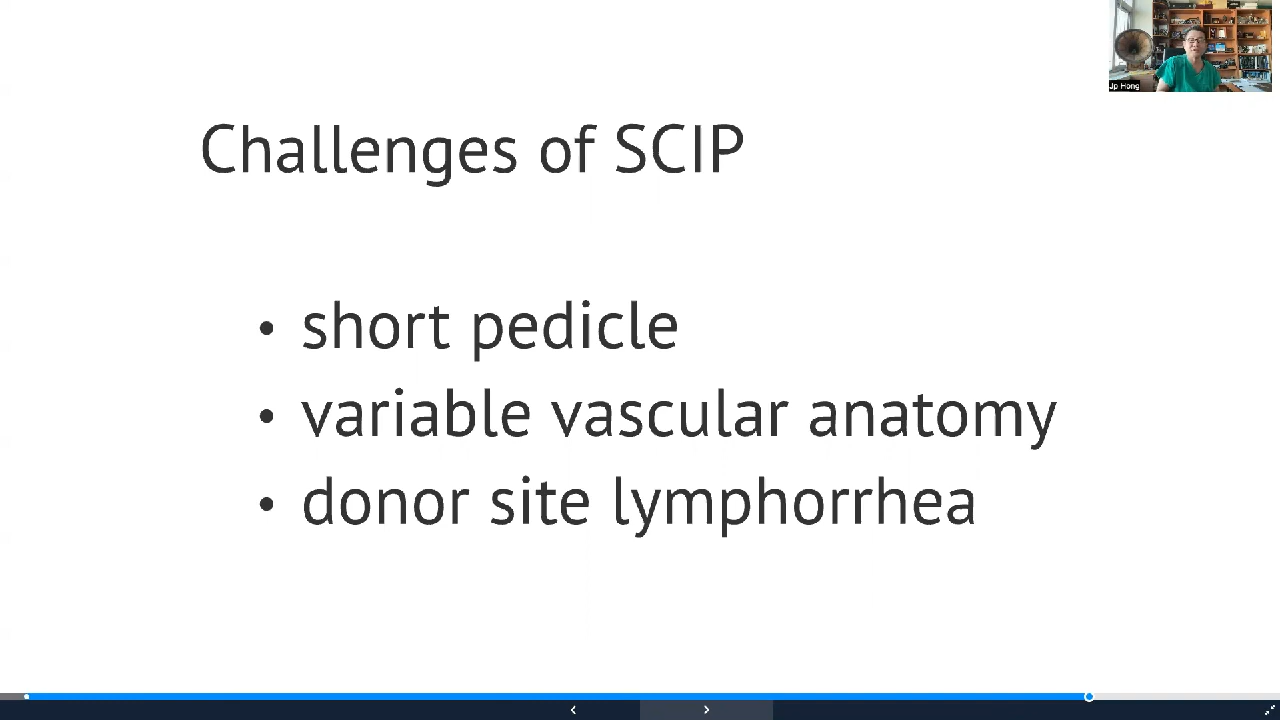 Jp Hong
Challenges of SCIP
• short pedicle
• variable vascular anatomy
• donor site lymphorrhea